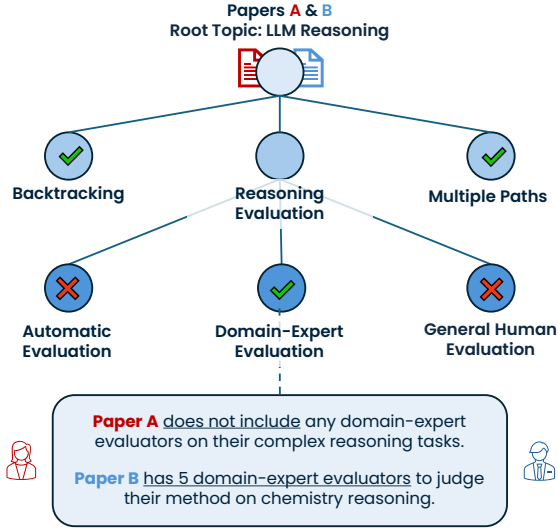 Papers A & B
Root Topic: LLM Reasoning
Backtracking
Reasoning
Evaluation
Multiple Paths
Automatic
Evaluation
Domain-Expert
Evaluation
General Human
Evaluation
Paper A does not include any domain-expert
evaluators on their complex reasoning tasks.
Paper B has 5 domain-expert evaluators to judge
their method on chemistry reasoning.